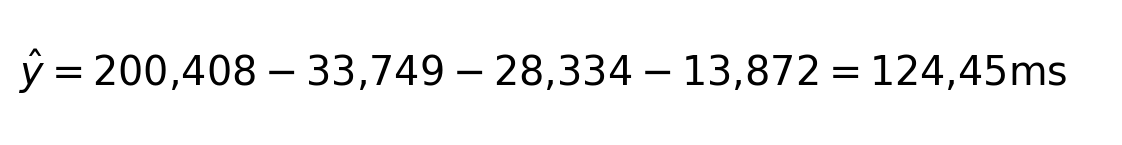 ŷ = 200,408 − 33,749 − 28,334 − 13,872 = 124,45ms